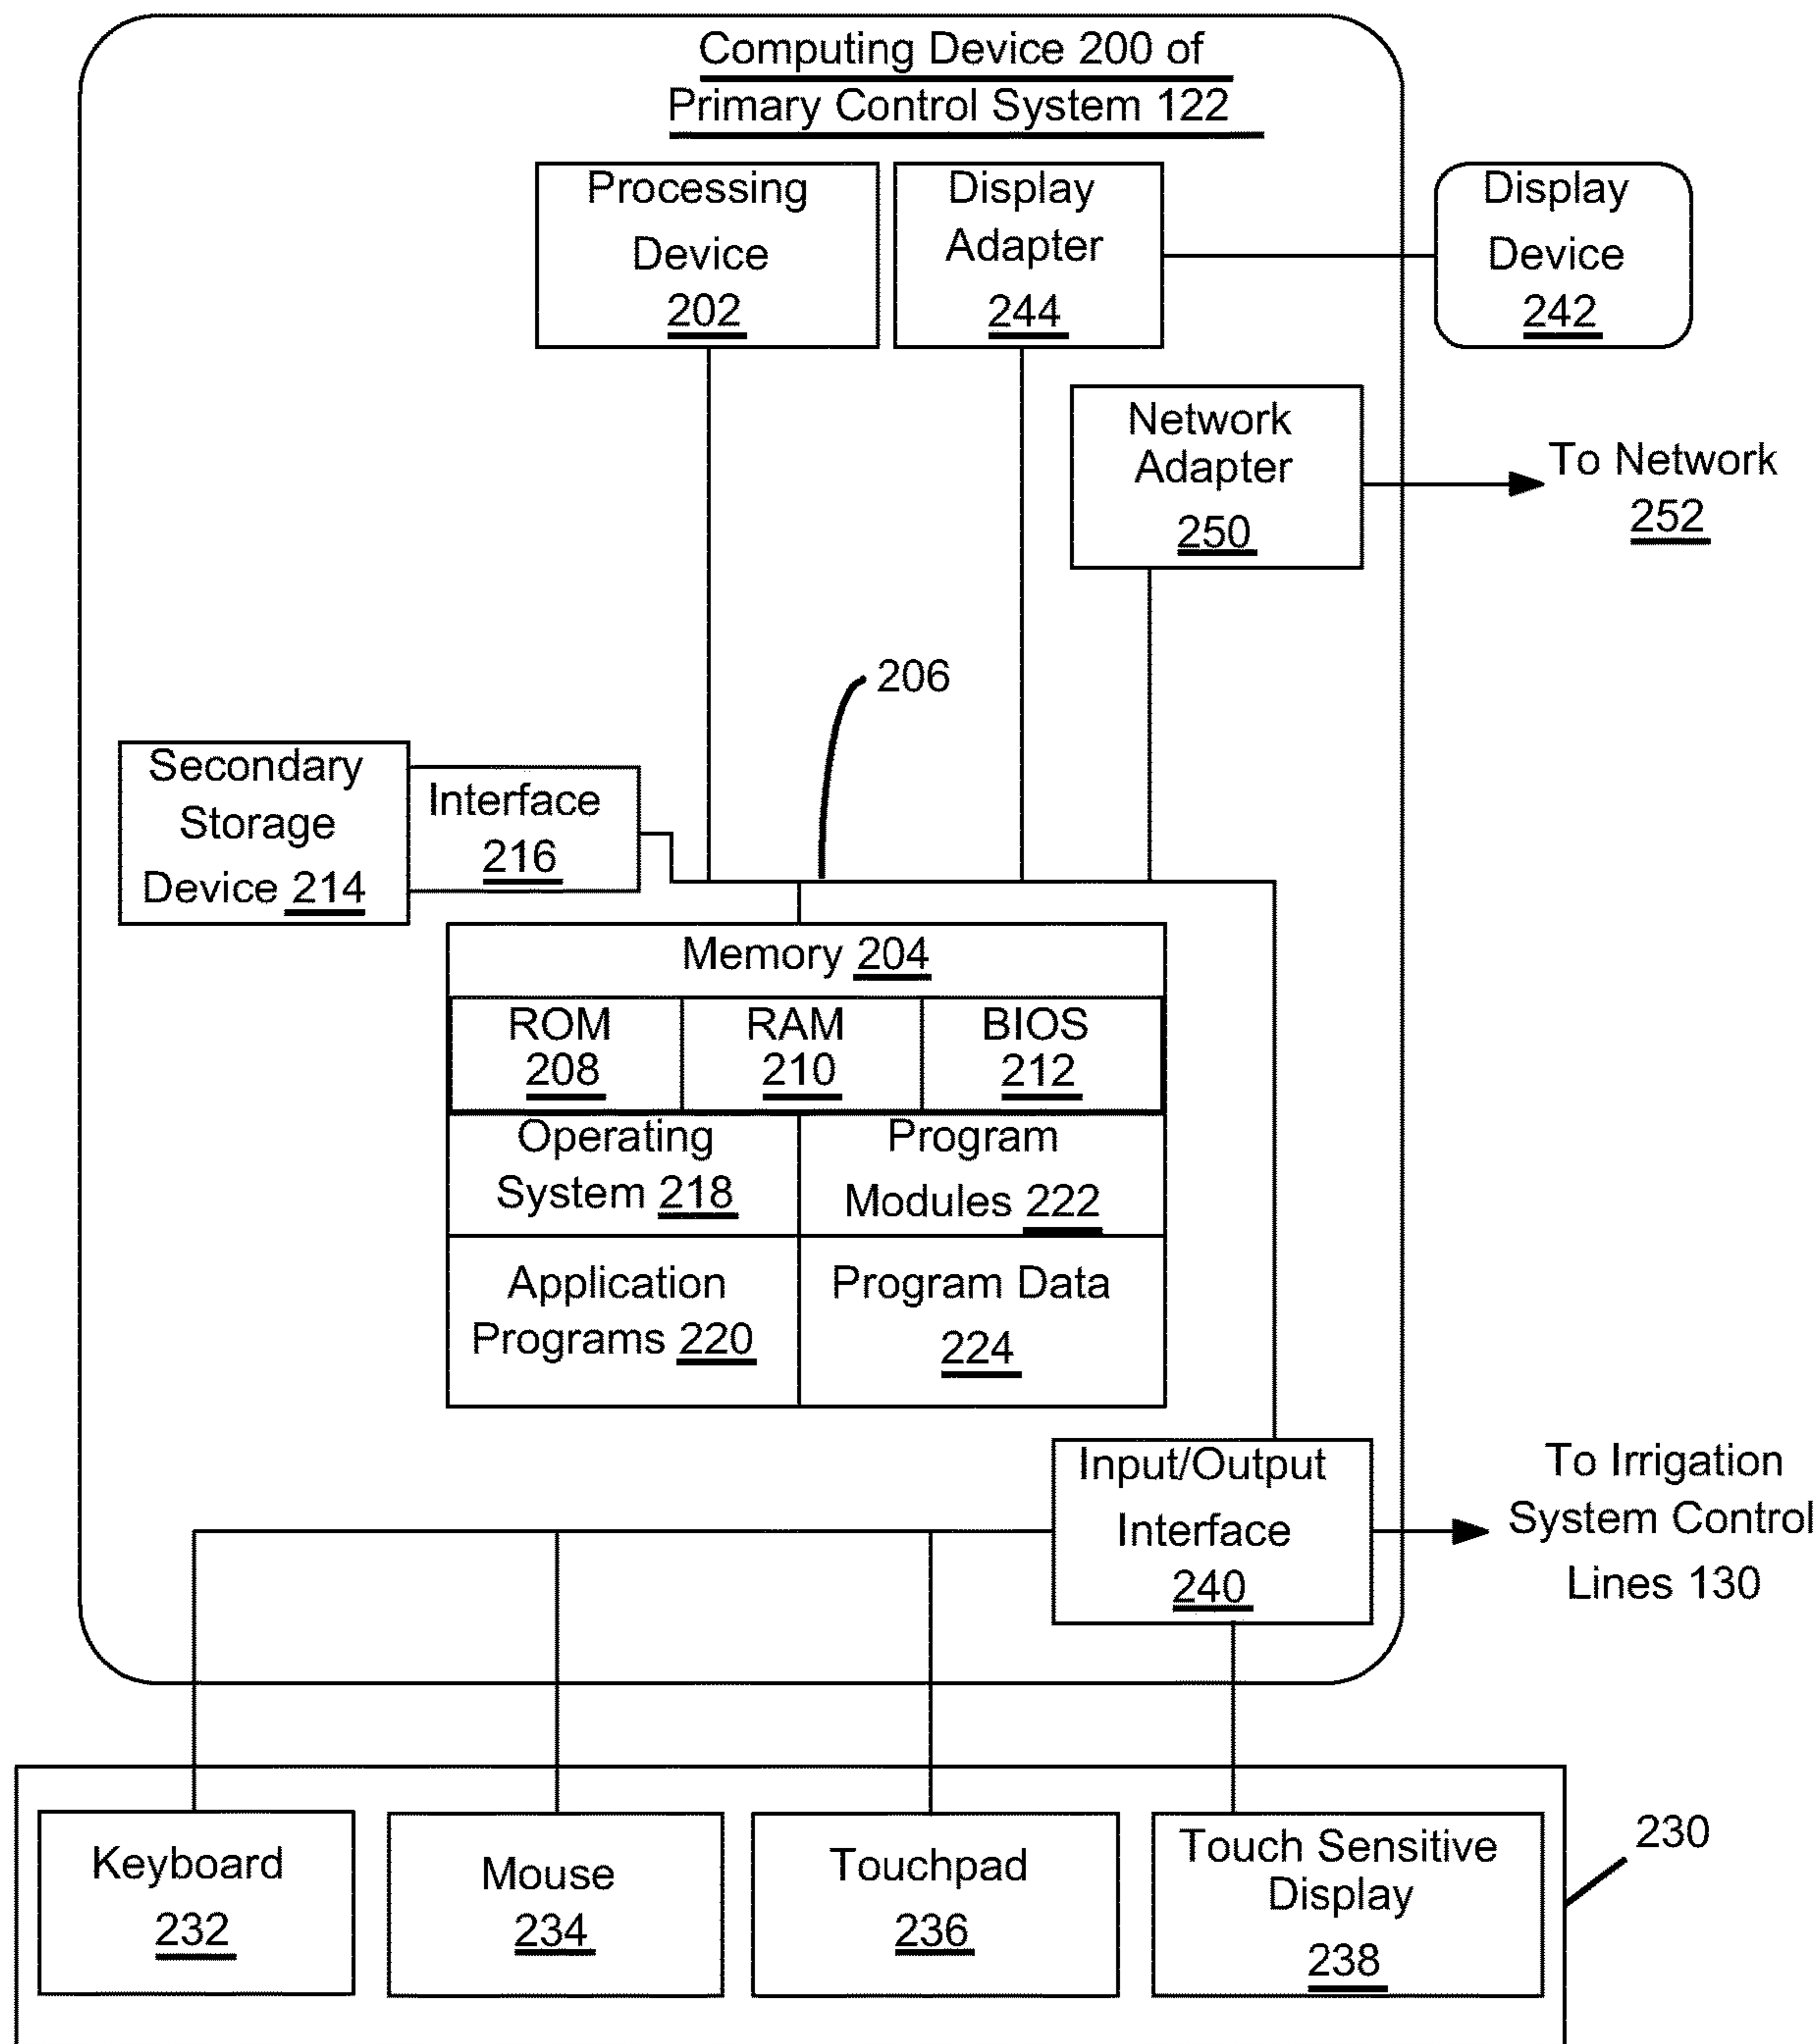 Computing Device 200 of
Primary Control System 122
Processing
Device
202
Display
Adapter
244
Display
Device
242
Network
Adapter
250
To Network
252
206
Secondary
Storage
Device 214
Interface
216
Memory 204
ROM
208
RAM
210
BIOS
212
Operating
System 218
Program
Modules 222
Application
Programs 220
Program Data
224
Input/Output
Interface
240
To Irrigation
System Control
Lines 130
Keyboard
232
Mouse
234
Touchpad
236
Touch Sensitive
Display
238
230